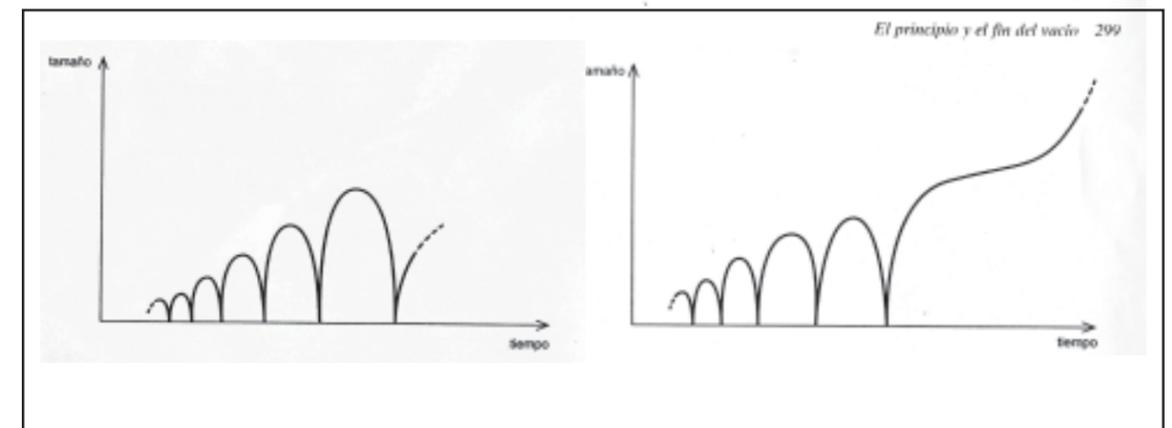 El principio y el fin del vacío 299
tamaño
amaño
tiempo
tiempo